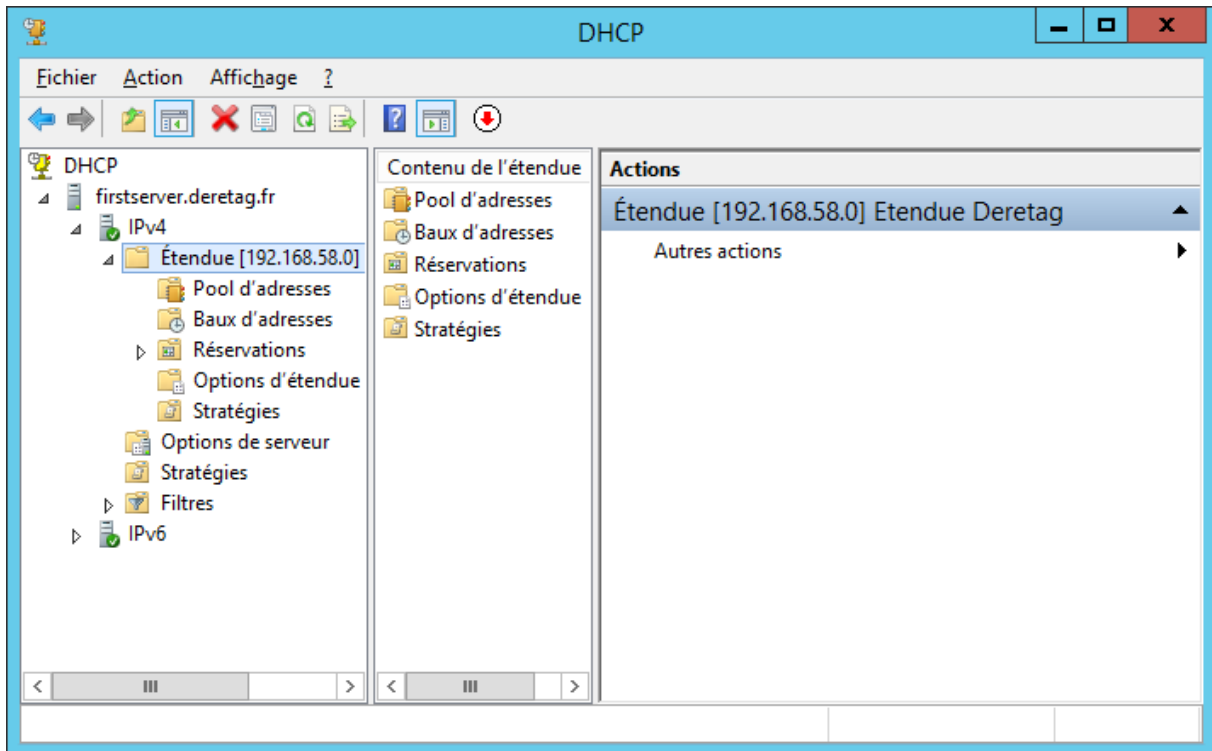 DHCP
Fichier Action Affichage ?
DHCP
firstserver.deretag.fr
IPv4
Étendue [192.168.58.0]
Pool d'adresses
Baux d'adresses
Réservations
Options d'étendue
Stratégies
Options de serveur
Stratégies
Filtres
IPv6
Contenu de l'étendue
Pool d'adresses
Baux d'adresses
Réservations
Options d'étendue
Stratégies
Actions
Étendue [192.168.58.0] Etendue Deretag
Autres actions